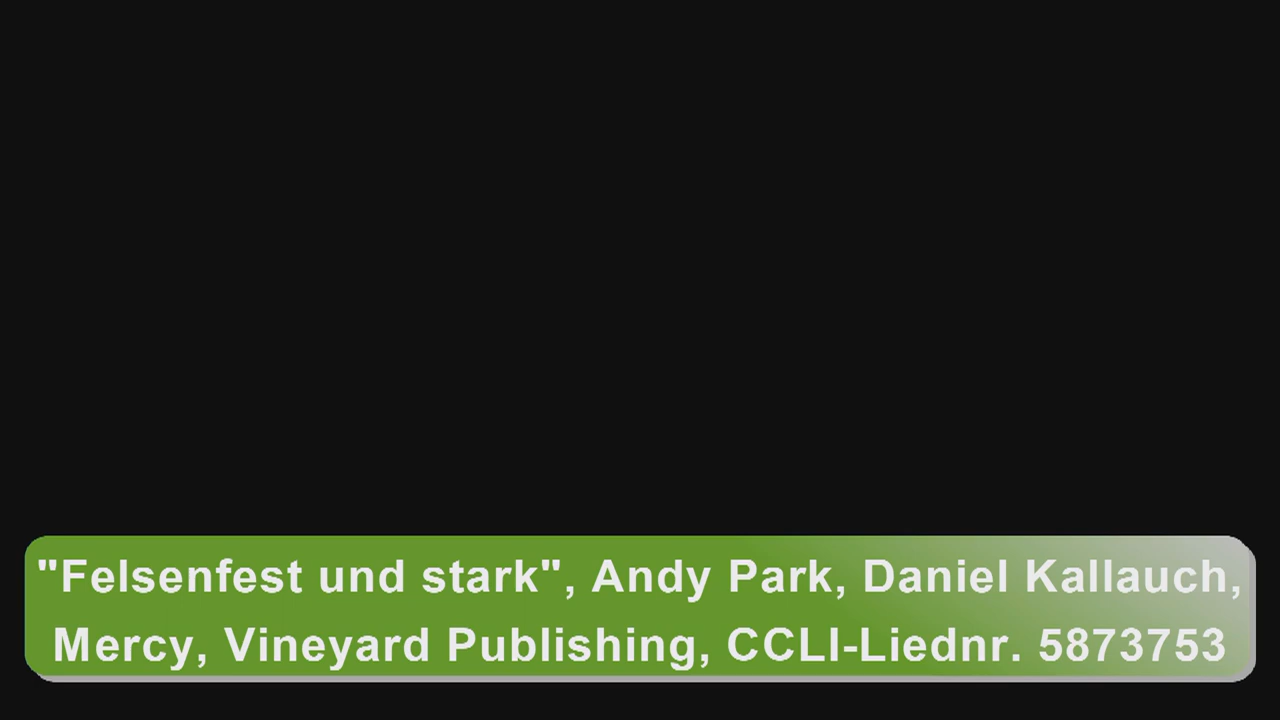 "Felsenfest und stark", Andy Park, Daniel Kallauch,
Mercy, Vineyard Publishing, CCLI-Liednr. 5873753